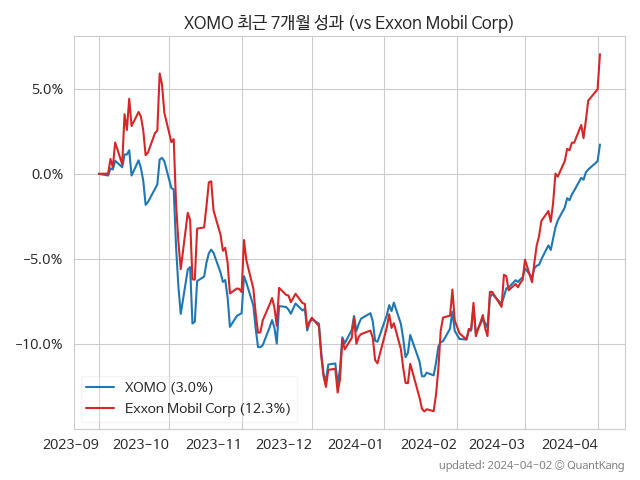 XOMO 최근 7개월 성과 (vs Exxon Mobil Corp)
5.0%
0.0%
−5.0%
−10.0%
XOMO (3.0%)
Exxon Mobil Corp (12.3%)
2023−09 2023−10 2023−11 2023−12 2024−01 2024−02 2024−03 2024−04
updated: 2024-04-02 © QuantKang